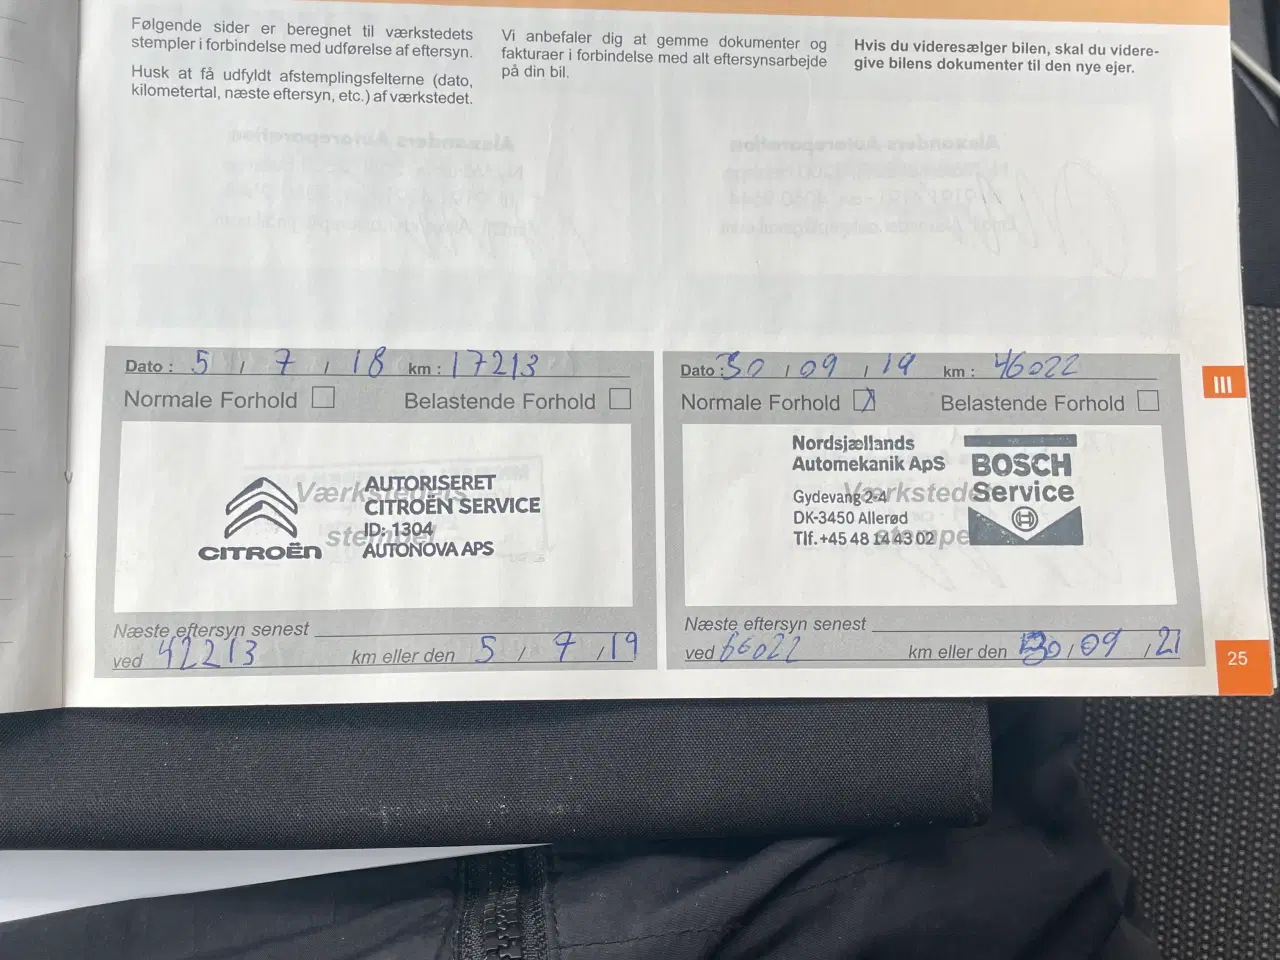 Følgende sider er beregnet til værkstedets
stempler i forbindelse med udførelse af eftersyn.
Husk at få udfyldt afstemplingsfelterne (dato,
kilometertal, næste eftersyn, etc.) af værkstedet.
Vi anbefaler dig at gemme dokumenter og
fakturaer i forbindelse med alt eftersynsarbejde
på din bil.
Hvis du videresælger bilen, skal du videre-
give bilens dokumenter til den nye ejer.
Dato : 5 / 7 / 18 km : 17213
Normale Forhold Belastende Forhold
Værkstedets
stempel
AUTORISERET
CITROËN SERVICE
ID: 1304
AUTONOVA APS
CITROËN
Næste eftersyn senest
ved 42213 km eller den 5 / 7 / 19
Dato : 30 / 09 / 19 km : 46022
Normale Forhold Belastende Forhold
Værkstedets
stempel
Nordsjællands
Automekanik ApS
Gydevang 2-4
DK-3450 Allerød
Tlf. +45 48 14 43 02
BOSCH
Service
Næste eftersyn senest
ved 66022 km eller den 30 / 09 / 21
III
25